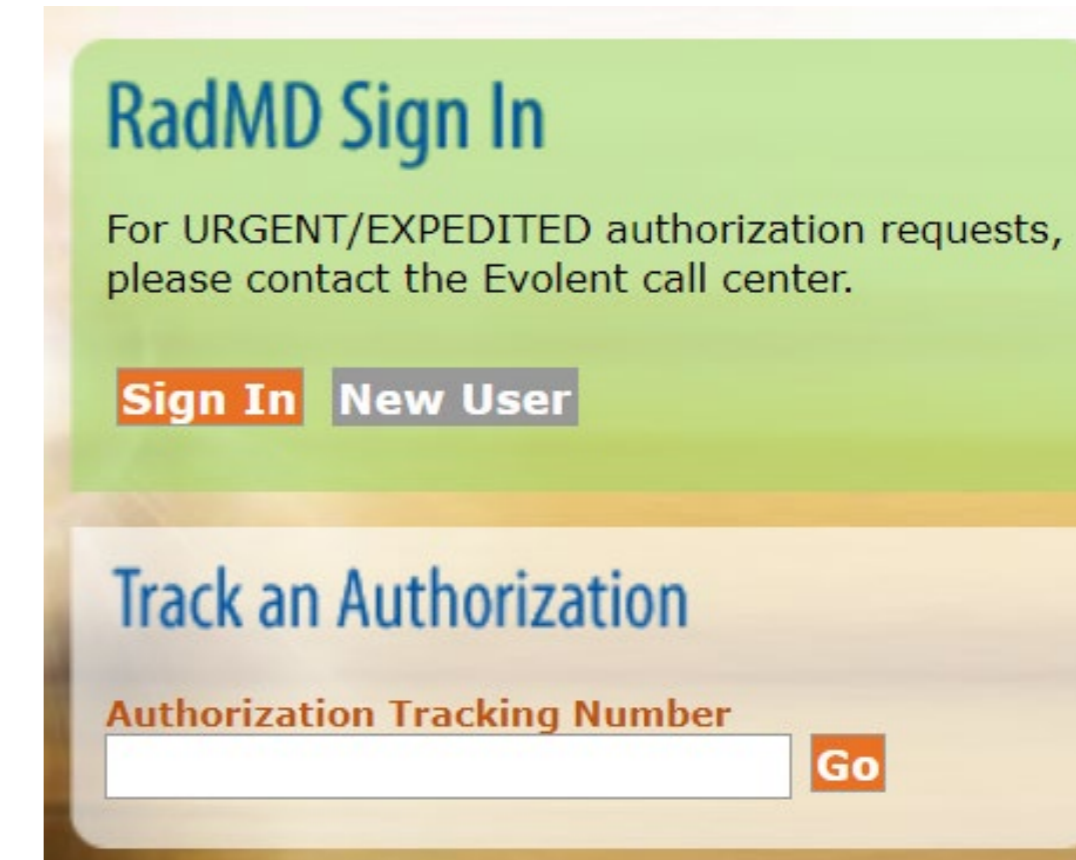 RadMD Sign In
For URGENT/EXPEDITED authorization requests,
please contact the Evolent call center.
Sign In New User
Track an Authorization
Authorization Tracking Number
Go